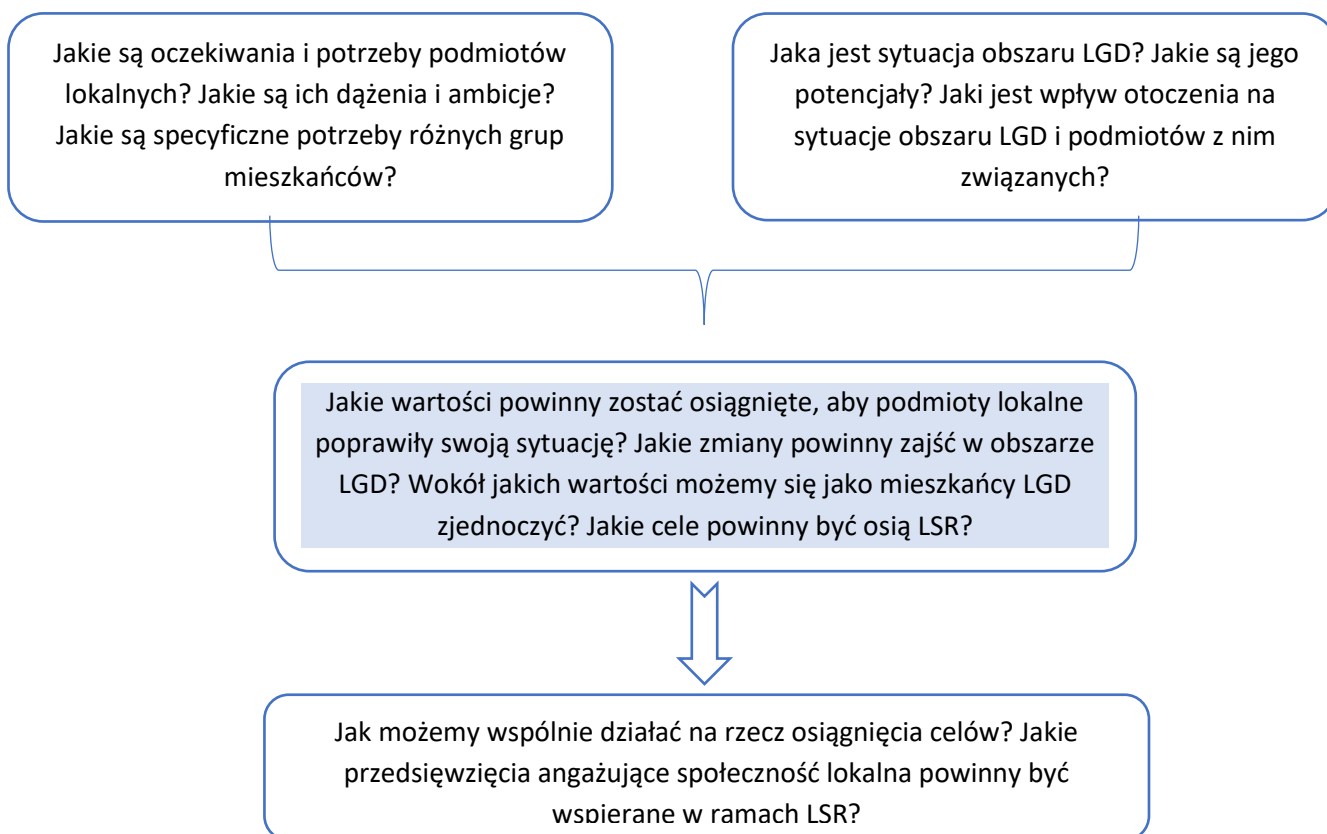 Jakie są oczekiwania i potrzeby podmiotów
lokalnych? Jakie są ich dążenia i ambicje?
Jakie są specyficzne potrzeby różnych grup
mieszkańców?
Jaka jest sytuacja obszaru LGD? Jakie są jego
potencjały? Jaki jest wpływ otoczenia na
sytuacje obszaru LGD i podmiotów z nim
związanych?
Jakie wartości powinny zostać osiągnięte, aby podmioty lokalne
poprawiły swoją sytuację? Jakie zmiany powinny zajść w obszarze
LGD? Wokół jakich wartości możemy się jako mieszkańcy LGD
zjednoczyć? Jakie cele powinny być osią LSR?
Jak możemy wspólnie działać na rzecz osiągnięcia celów? Jakie
przedsięwzięcia angażujące społeczność lokalna powinny być
wspierane w ramach LSR?